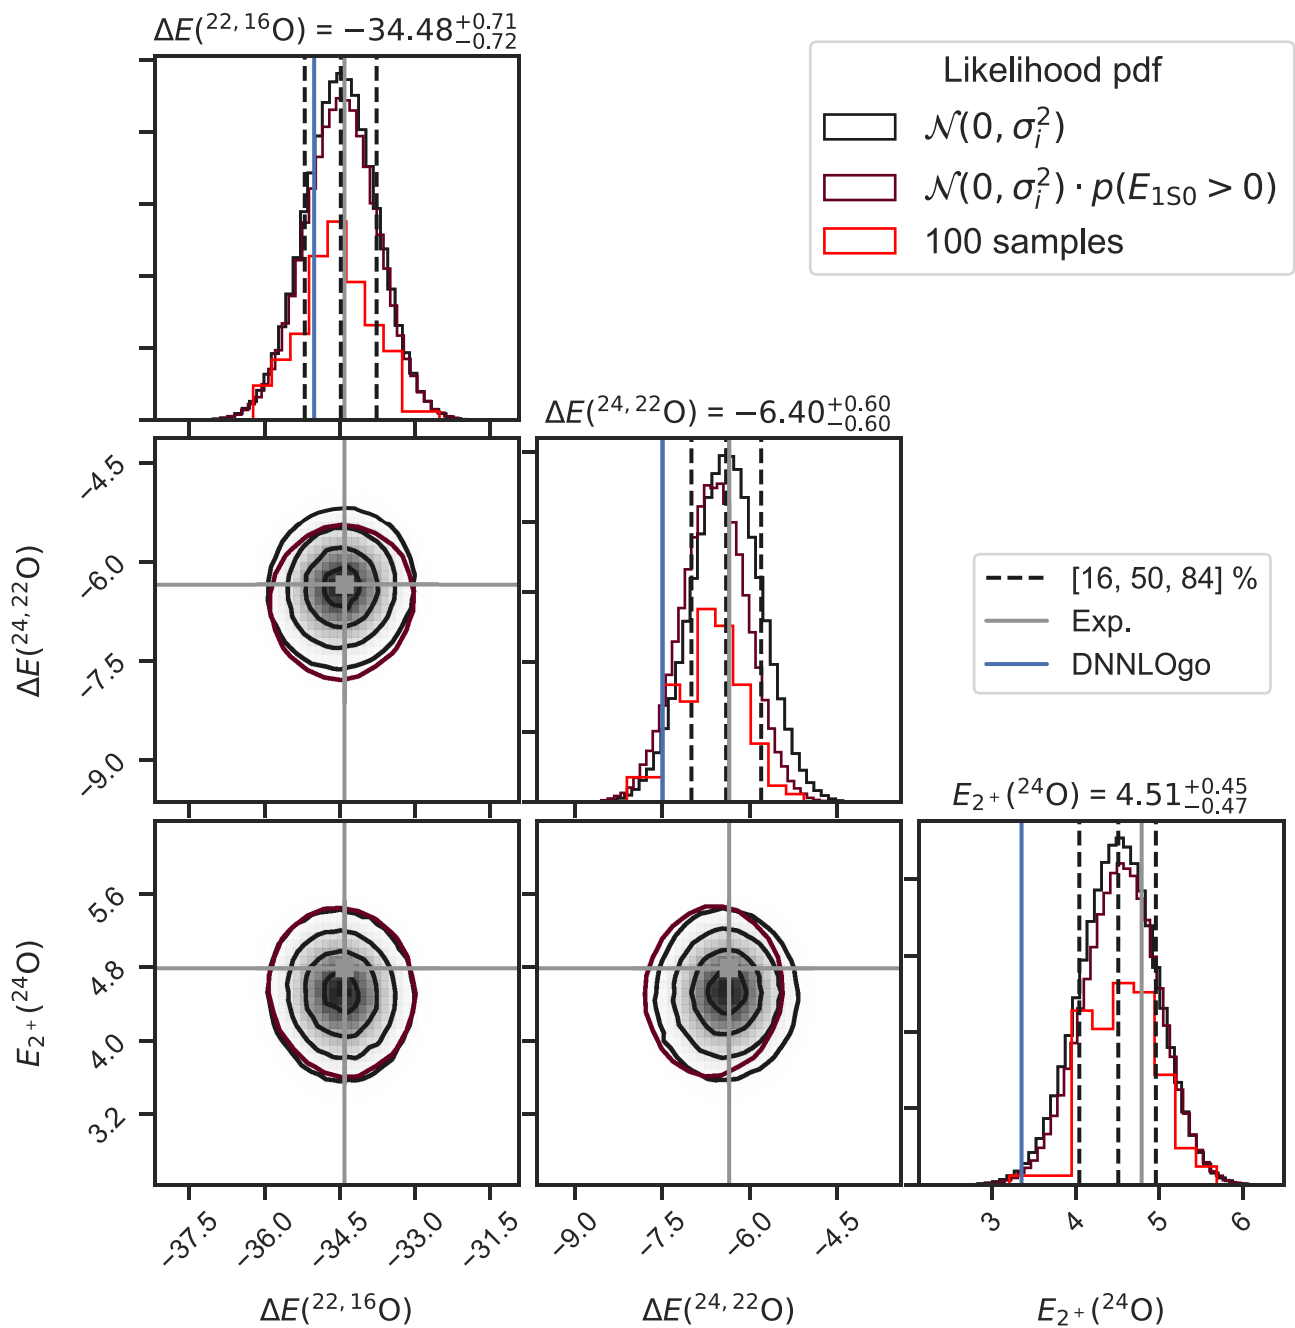 ΔE(²²,¹⁶O) = −34.48 +0.71 −0.72
Likelihood pdf
𝒩(0, σᵢ²)
𝒩(0, σᵢ²) · p(E₁S0 > 0)
100 samples
ΔE(²⁴,²²O) = −6.40 +0.60 −0.60
−4.5
−6.0
−7.5
−9.0
ΔE(²⁴,²²O)
[16, 50, 84] %
Exp.
DNNLOgo
E₂⁺(²⁴O) = 4.51 +0.45 −0.47
5.6
4.8
4.0
3.2
E₂⁺(²⁴O)
−37.5 −36.0 −34.5 −33.0 −31.5
−9.0 −7.5 −6.0 −4.5
3 4 5 6
ΔE(²²,¹⁶O)
ΔE(²⁴,²²O)
E₂⁺(²⁴O)